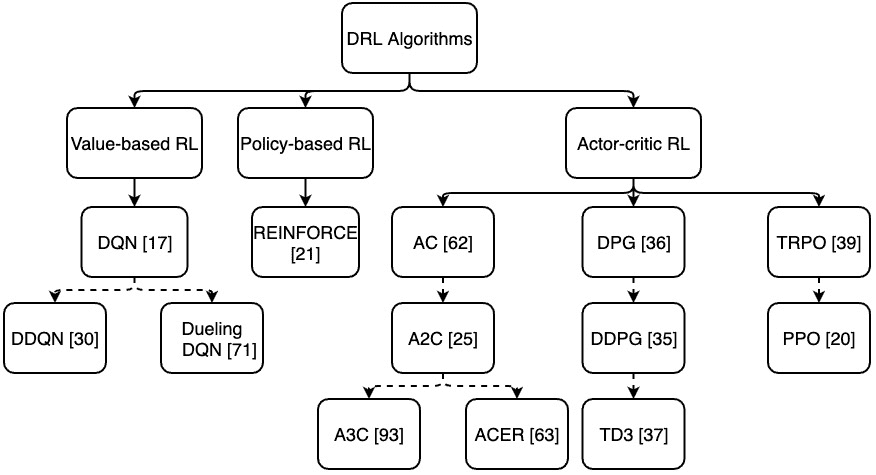 DRL Algorithms
Value-based RL
Policy-based RL
Actor-critic RL
DQN [17]
REINFORCE
[21]
AC [62]
DPG [36]
TRPO [39]
DDQN [30]
Dueling
DQN [71]
A2C [25]
DDPG [35]
PPO [20]
A3C [93]
ACER [63]
TD3 [37]